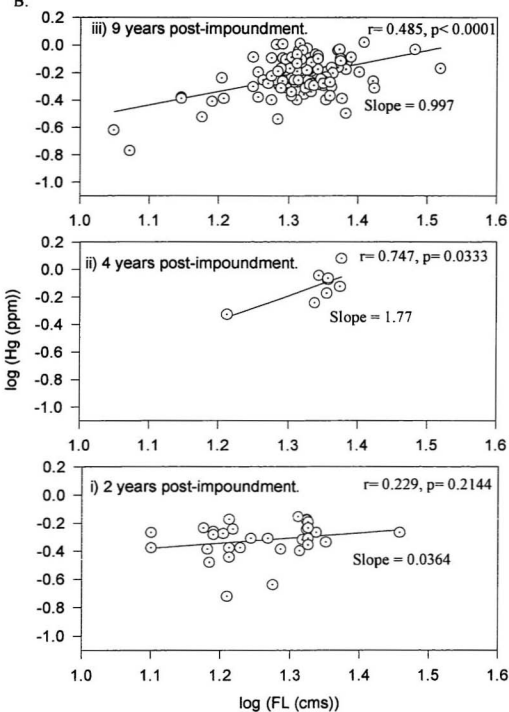 B.
iii) 9 years post-impoundment.
r= 0.485, p< 0.0001
Slope = 0.997
0.2
0.0
-0.2
-0.4
-0.6
-0.8
-1.0
1.0 1.1 1.2 1.3 1.4 1.5 1.6
ii) 4 years post-impoundment.
r= 0.747, p= 0.0333
Slope = 1.77
0.2
0.0
-0.2
-0.4
-0.6
-0.8
-1.0
1.0 1.1 1.2 1.3 1.4 1.5 1.6
log (Hg (ppm))
i) 2 years post-impoundment.
r= 0.229, p= 0.2144
Slope = 0.0364
0.2
0.0
-0.2
-0.4
-0.6
-0.8
-1.0
1.0 1.1 1.2 1.3 1.4 1.5 1.6
log (FL (cms))